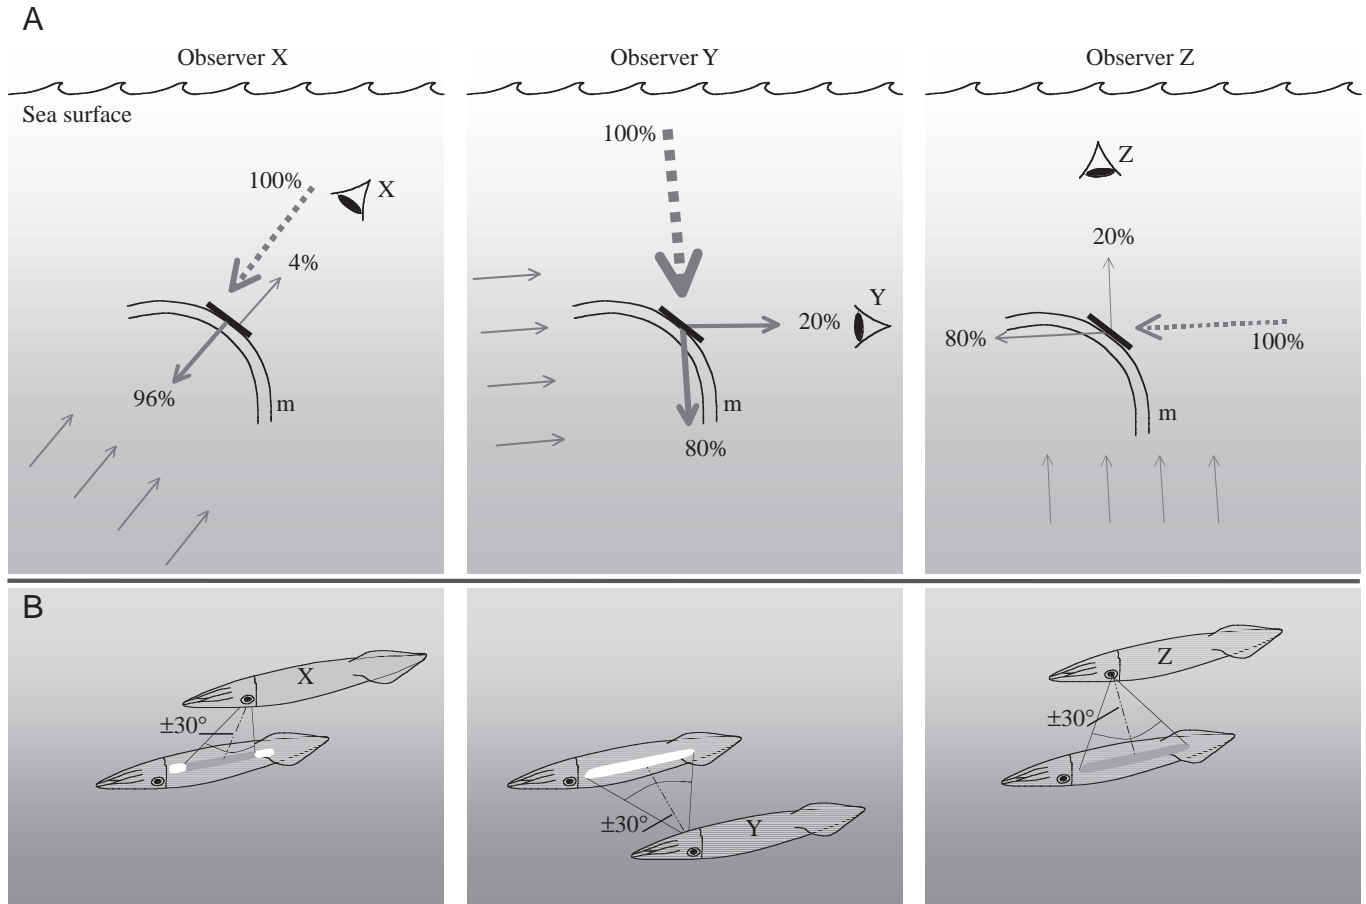 A
Observer X
Observer Y
Observer Z
Sea surface
100%
X
4%
96%
m
100%
Y
20%
m
80%
Z
20%
80%
100%
m
B
X
±30°
±30°
Y
Z
±30°